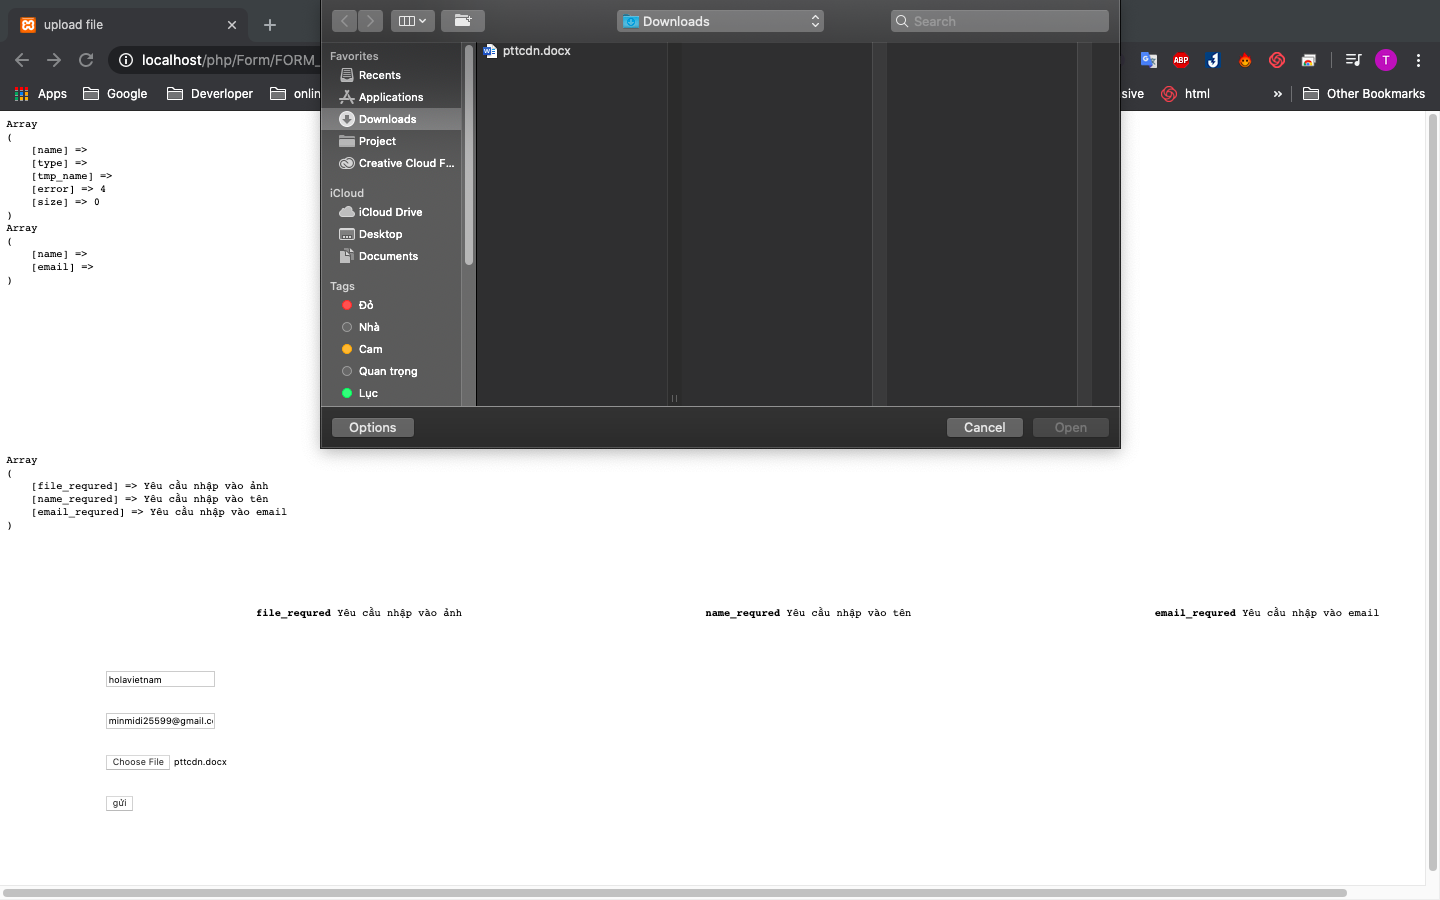 upload file
Downloads
Search
localhost/php/Form/FORM_
ABP
T
Apps
Google
Deverloper
onlin
sive
html
»
Other Bookmarks
Favorites
Recents
Applications
Downloads
Project
Creative Cloud F...
iCloud
iCloud Drive
Desktop
Documents
Tags
Đỏ
Nhà
Cam
Quan trọng
Lục
pttcdn.docx
Options
Cancel
Open
Array
(
[name] =>
[type] =>
[tmp_name] =>
[error] => 4
[size] => 0
)
Array
(
[name] =>
[email] =>
)
Array
(
[file_requred] => Yêu cầu nhập vào ảnh
[name_requred] => Yêu cầu nhập vào tên
[email_requred] => Yêu cầu nhập vào email
)
file_requred Yêu cầu nhập vào ảnh
name_requred Yêu cầu nhập vào tên
email_requred Yêu cầu nhập vào email
holavietnam
minmidi25599@gmail.c
Choose File pttcdn.docx
gửi